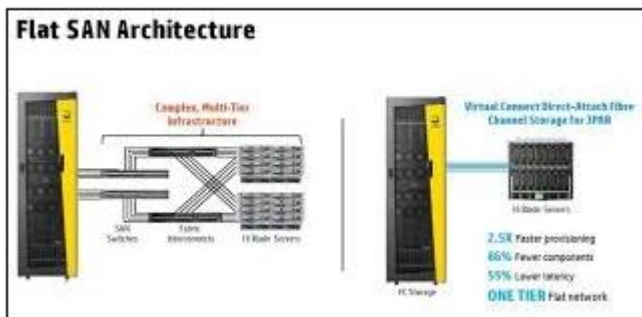 Flat SAN Architecture
Complex, Multi-Tier
Infrastructure
SAN
Switches
Fabric
Interconnects
16 Blade Servers
Virtual Connect Direct-Attach Fibre
Channel Storage for 3PAR
16 Blade Servers
FC Storage
2.5X Faster provisioning
86% Fewer components
55% Lower latency
ONE TIER Flat network